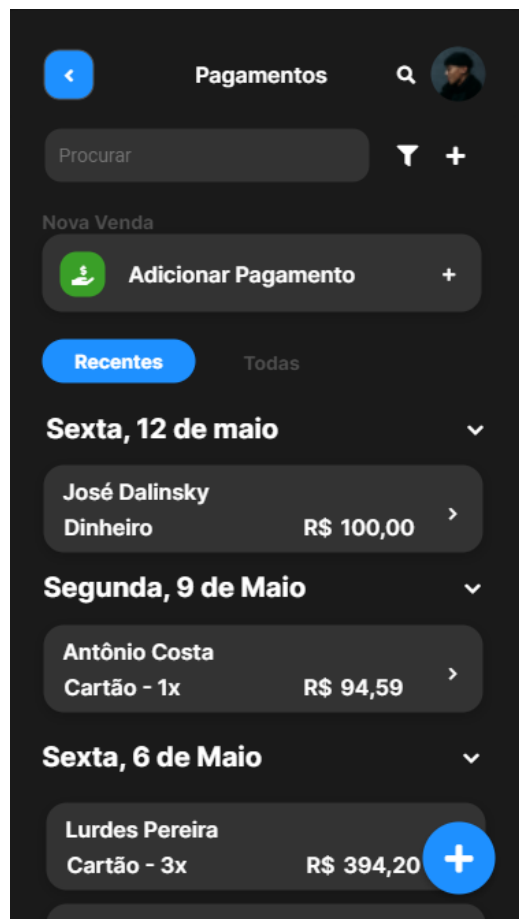 Pagamentos
Procurar
Nova Venda
Adicionar Pagamento +
Recentes Todas
Sexta, 12 de maio
José Dalinsky
Dinheiro R$ 100,00
Segunda, 9 de Maio
Antônio Costa
Cartão - 1x R$ 94,59
Sexta, 6 de Maio
Lurdes Pereira
Cartão - 3x R$ 394,20